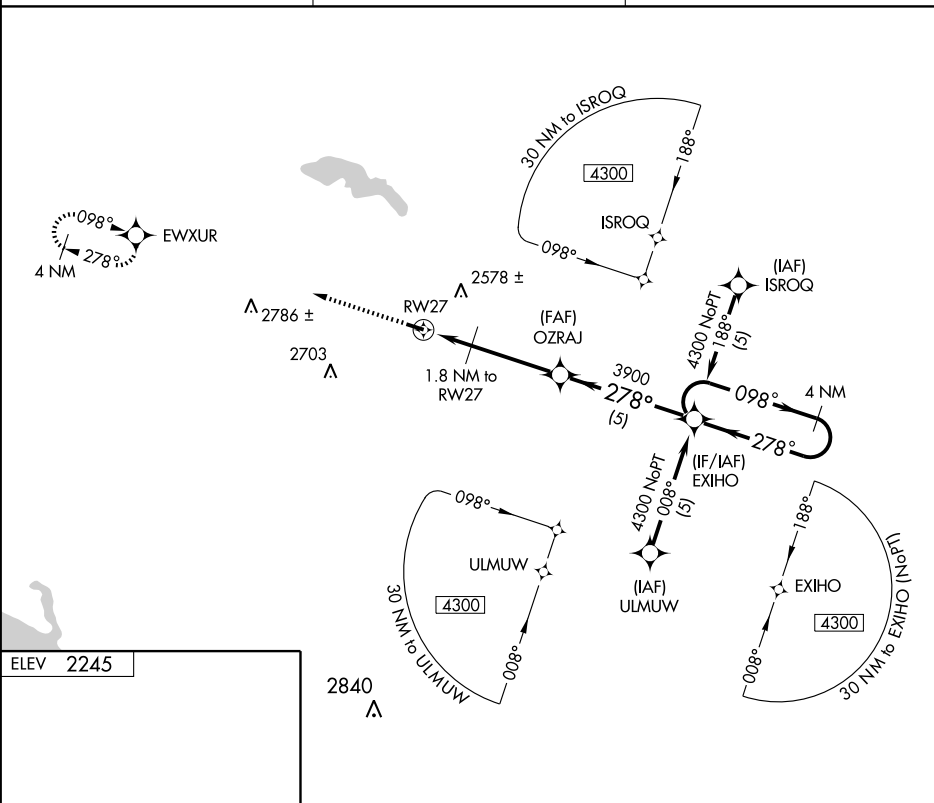 30 NM to ISROQ
188°
4300
ISROQ
098°
098°
278°
4 NM
EWXUR
2786 ±
2578 ±
RW27
2703
1.8 NM to
RW27
(FAF)
OZRAJ
3900
278°
(5)
(IAF)
ISROQ
4300 NoPT
188°
(5)
098°
4 NM
278°
(IF/IAF)
EXIHO
4300 NoPT
008°
(5)
(IAF)
ULMUW
098°
ULMUW
4300
30 NM to ULMUW
008°
188°
EXIHO
4300
008°
30 NM to EXIHO (NoPT)
ELEV 2245
2840